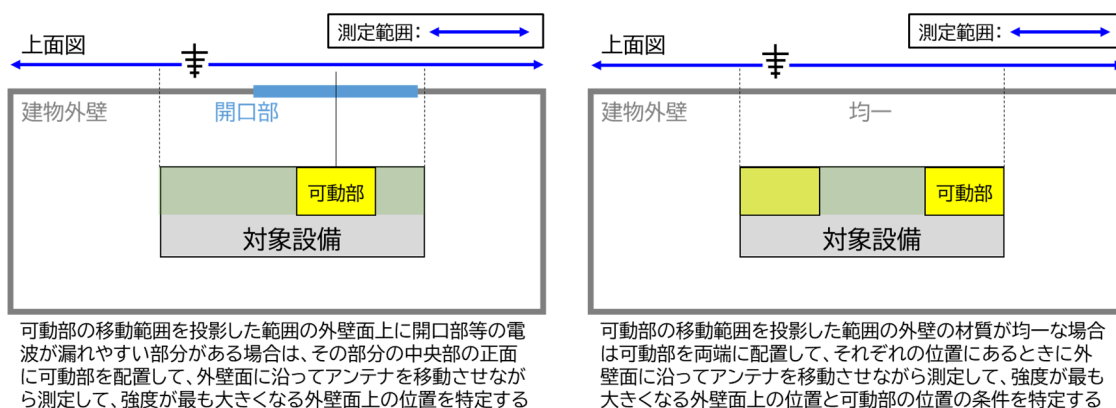 測定範囲：
上面図
建物外壁
開口部
可動部
対象設備
可動部の移動範囲を投影した範囲の外壁面上に開口部等の電
波が漏れやすい部分がある場合は、その部分の中央部の正面
に可動部を配置して、外壁面に沿ってアンテナを移動させなが
ら測定して、強度が最も大きくなる外壁面上の位置を特定する
測定範囲：
上面図
建物外壁
均一
可動部
対象設備
可動部の移動範囲を投影した範囲の外壁の材質が均一な場合
は可動部を両端に配置して、それぞれの位置にあるときに外
壁面に沿ってアンテナを移動させながら測定して、強度が最も
大きくなる外壁面上の位置と可動部の位置の条件を特定する